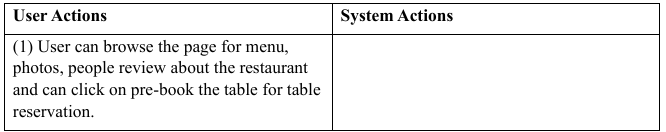 User Actions
System Actions
(1) User can browse the page for menu,
photos, people review about the restaurant
and can click on pre-book the table for table
reservation.